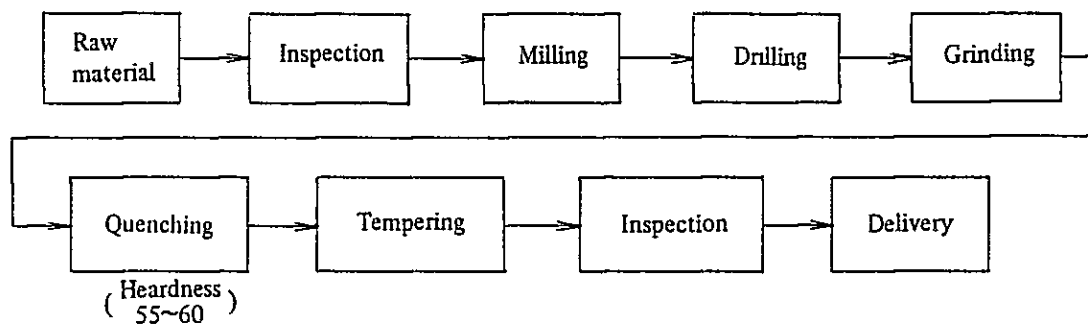 Raw
material
Inspection
Milling
Drilling
Grinding
Quenching
Tempering
Inspection
Delivery
( Heardness
55~60 )